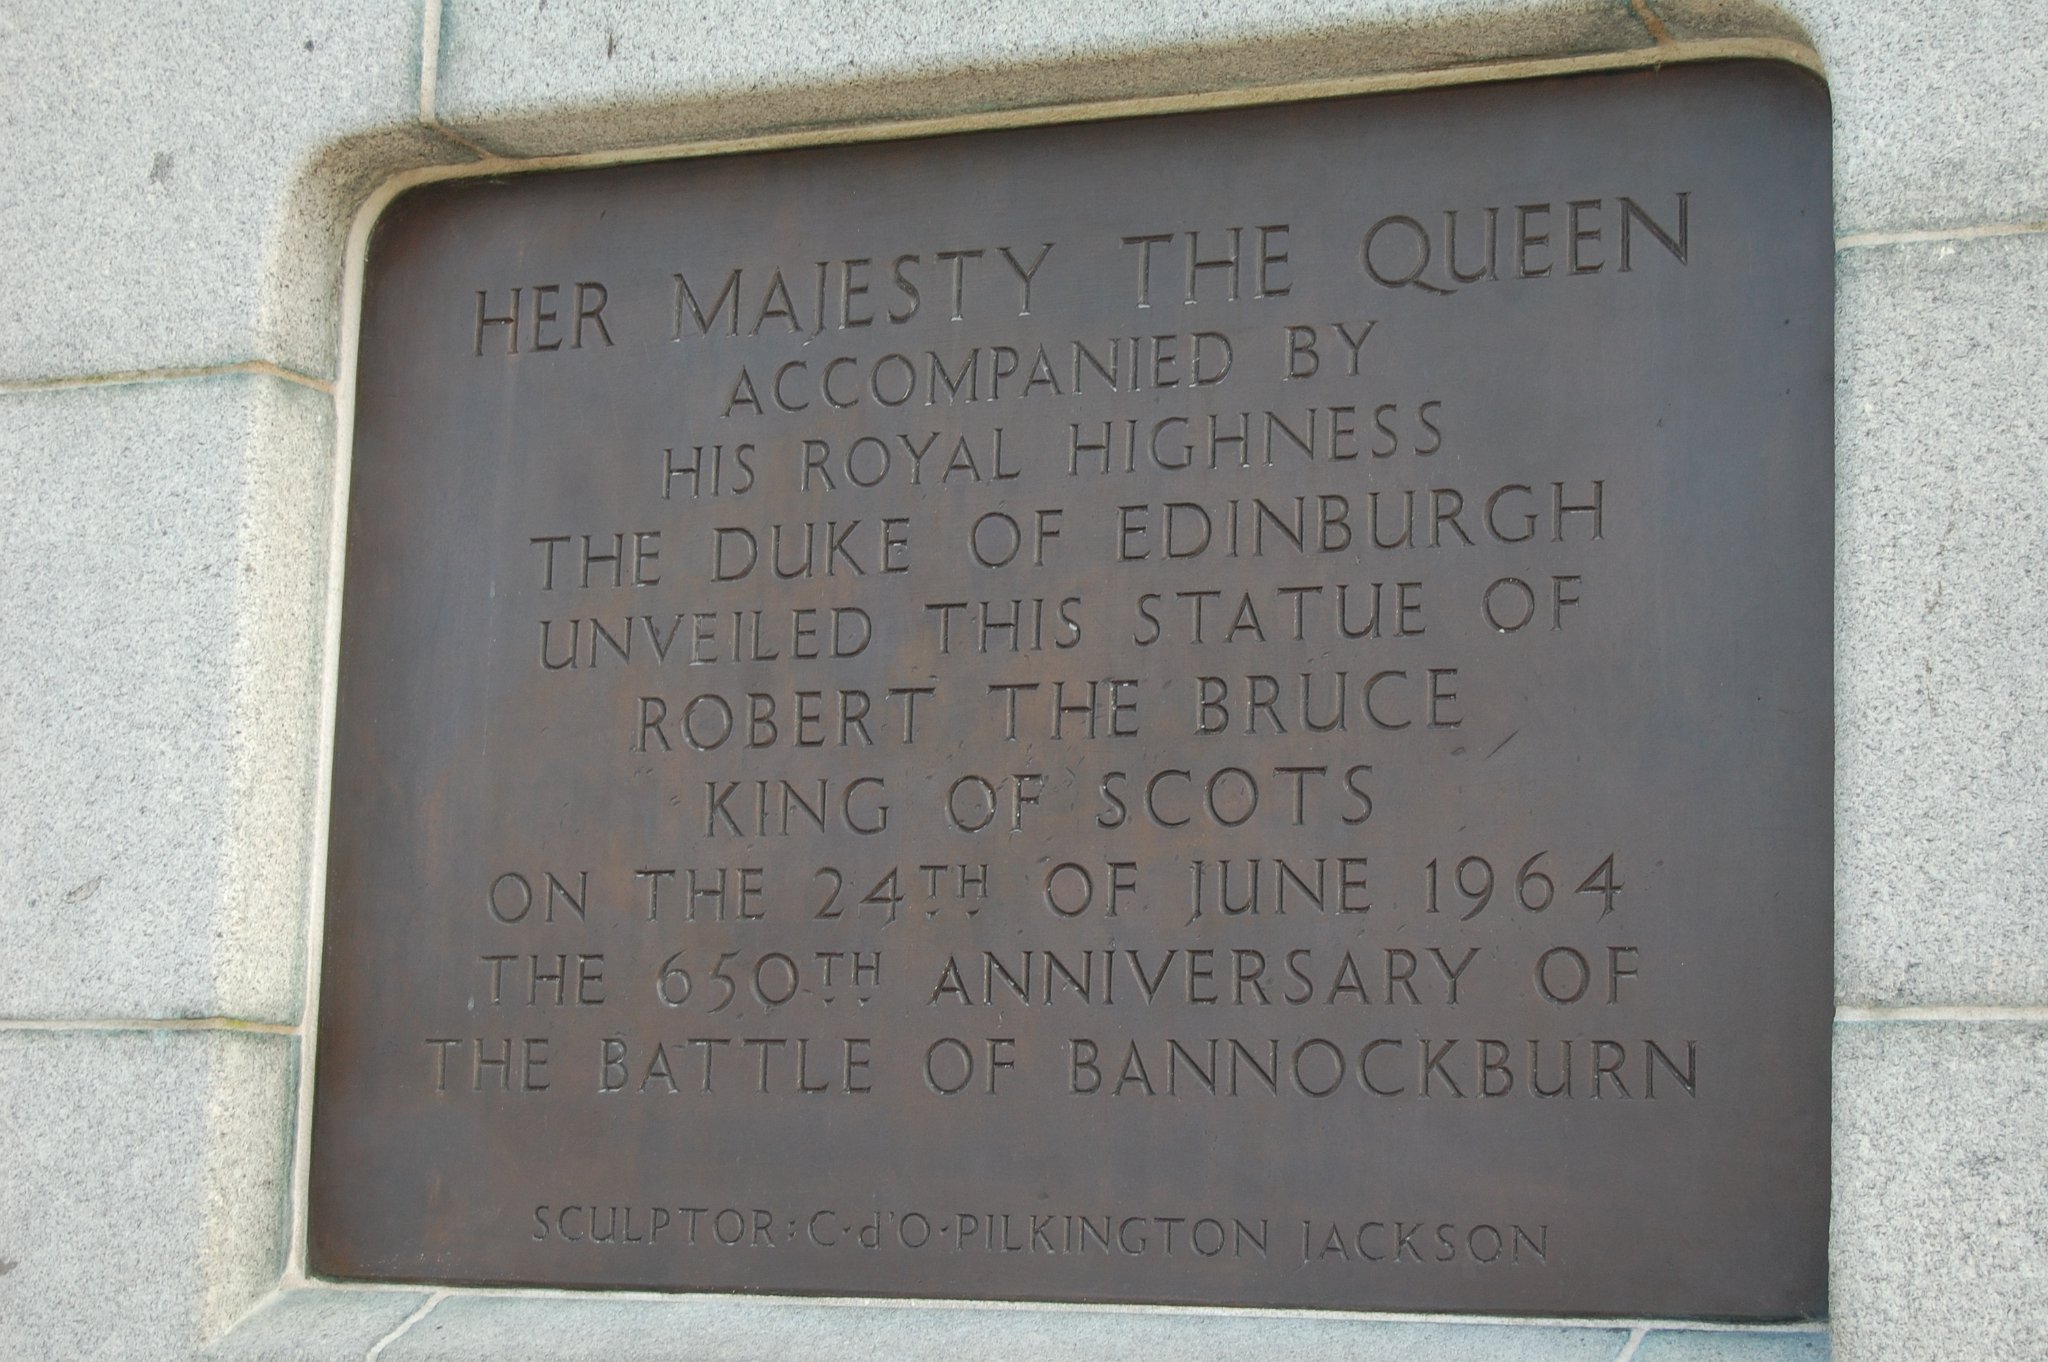 HER MAJESTY THE QUEEN
ACCOMPANIED BY
HIS ROYAL HIGHNESS
THE DUKE OF EDINBURGH
UNVEILED THIS STATUE OF
ROBERT THE BRUCE
KING OF SCOTS
ON THE 24TH OF JUNE 1964
THE 650TH ANNIVERSARY OF
THE BATTLE OF BANNOCKBURN
SCULPTOR: C·d'O·PILKINGTON JACKSON